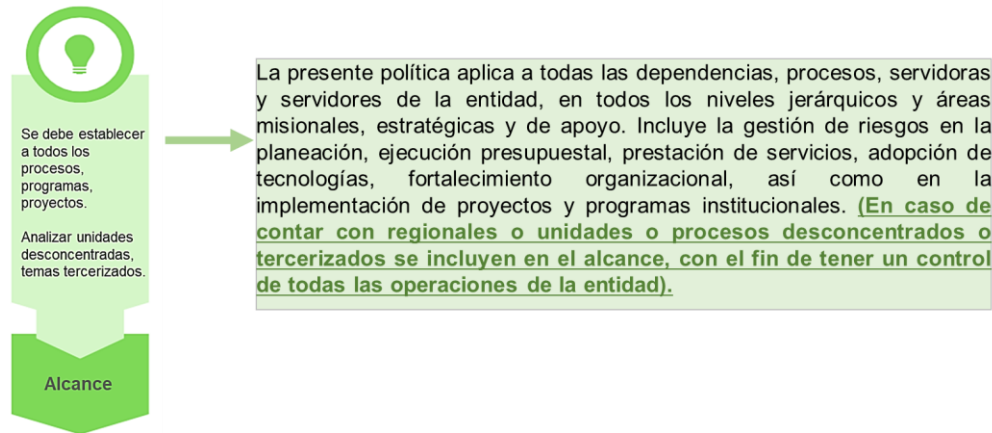 Se debe establecer
a todos los
procesos,
programas,
proyectos.
Analizar unidades
desconcentradas,
temas tercerizados.
Alcance
La presente política aplica a todas las dependencias, procesos, servidoras
y servidores de la entidad, en todos los niveles jerárquicos y áreas
misionales, estratégicas y de apoyo. Incluye la gestión de riesgos en la
planeación, ejecución presupuestal, prestación de servicios, adopción de
tecnologías, fortalecimiento organizacional, así como en la
implementación de proyectos y programas institucionales. (En caso de
contar con regionales o unidades o procesos desconcentrados o
tercerizados se incluyen en el alcance, con el fin de tener un control
de todas las operaciones de la entidad).